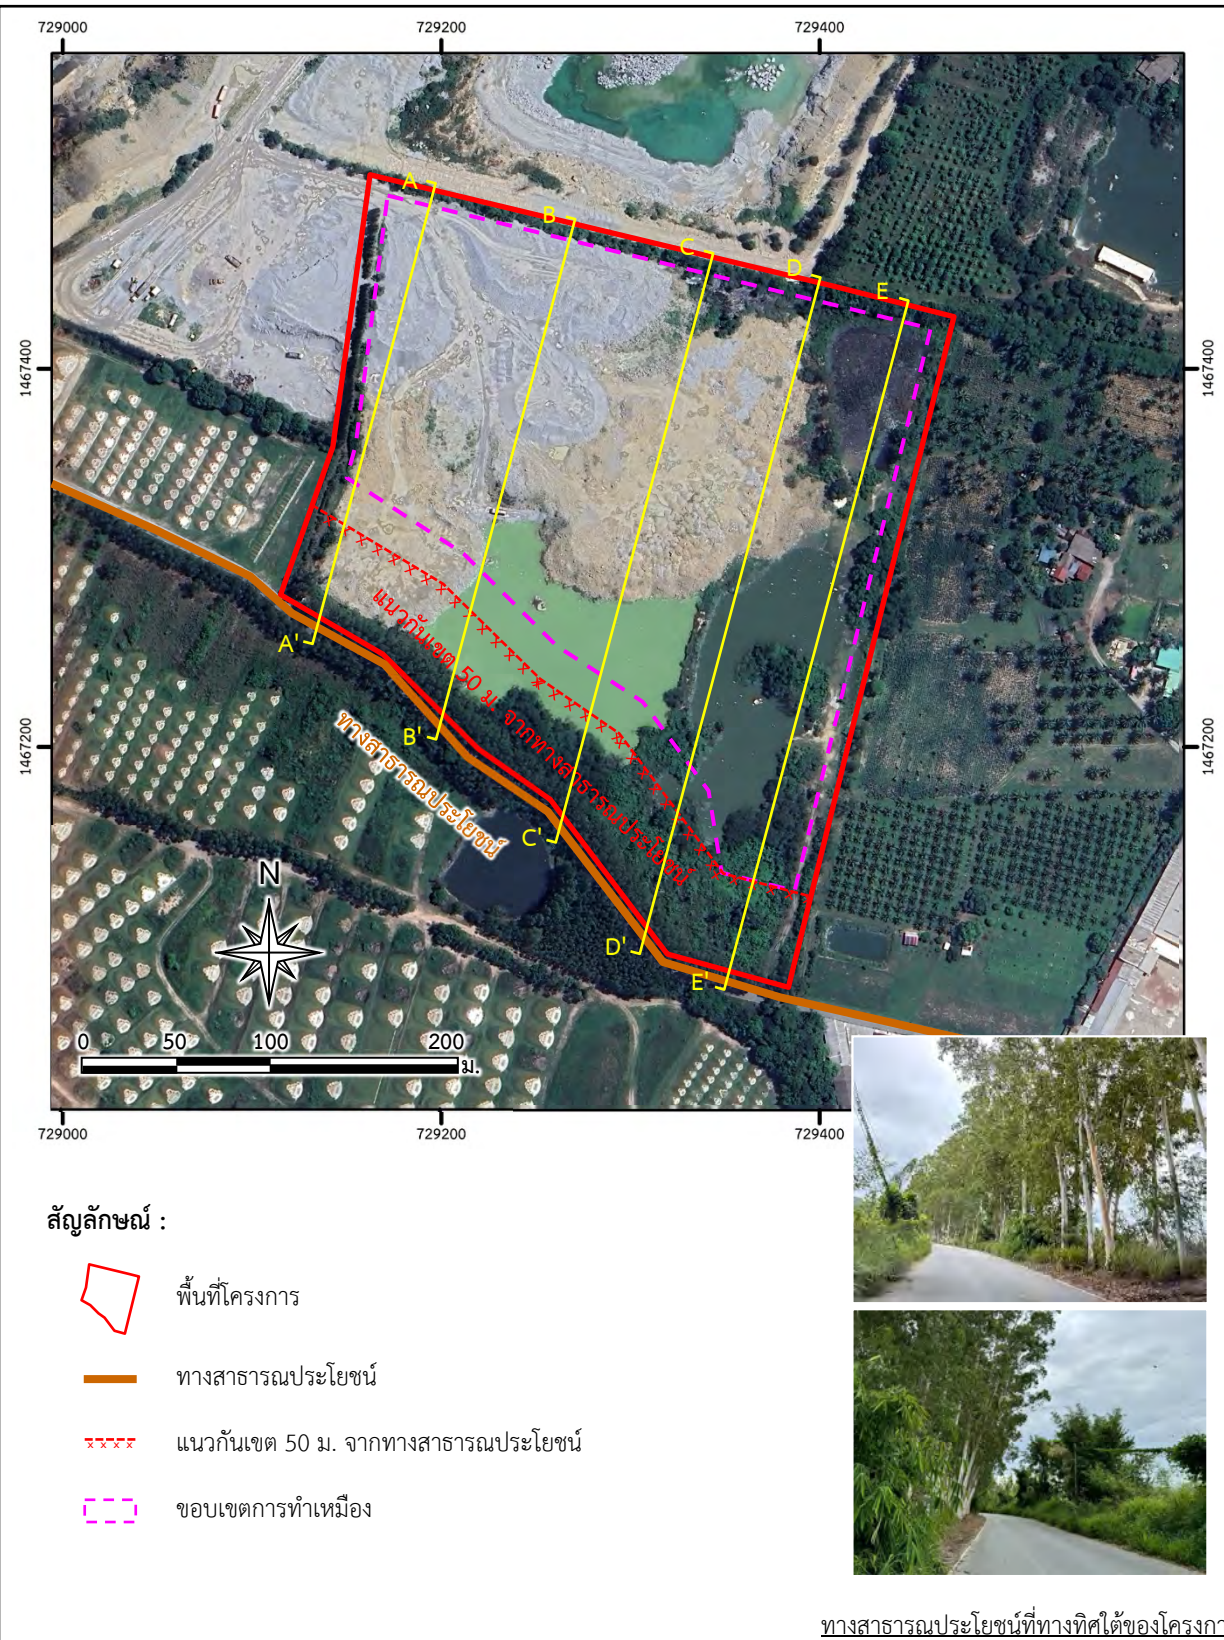 729000 729200 729400
A
B
C
D
E
1467400 1467400
แนวกันเขต 50 ม. จากทางสาธารณประโยชน์
A'
ทางสาธารณประโยชน์
B'
1467200 1467200
C'
N
D'
E'
0 50 100 200
ม.
729000 729200 729400
สัญลักษณ์ :
พื้นที่โครงการ
ทางสาธารณประโยชน์
แนวกันเขต 50 ม. จากทางสาธารณประโยชน์
ขอบเขตการทำเหมือง
ทางสาธารณประโยชน์ที่ทางทิศใต้ของโครงกา